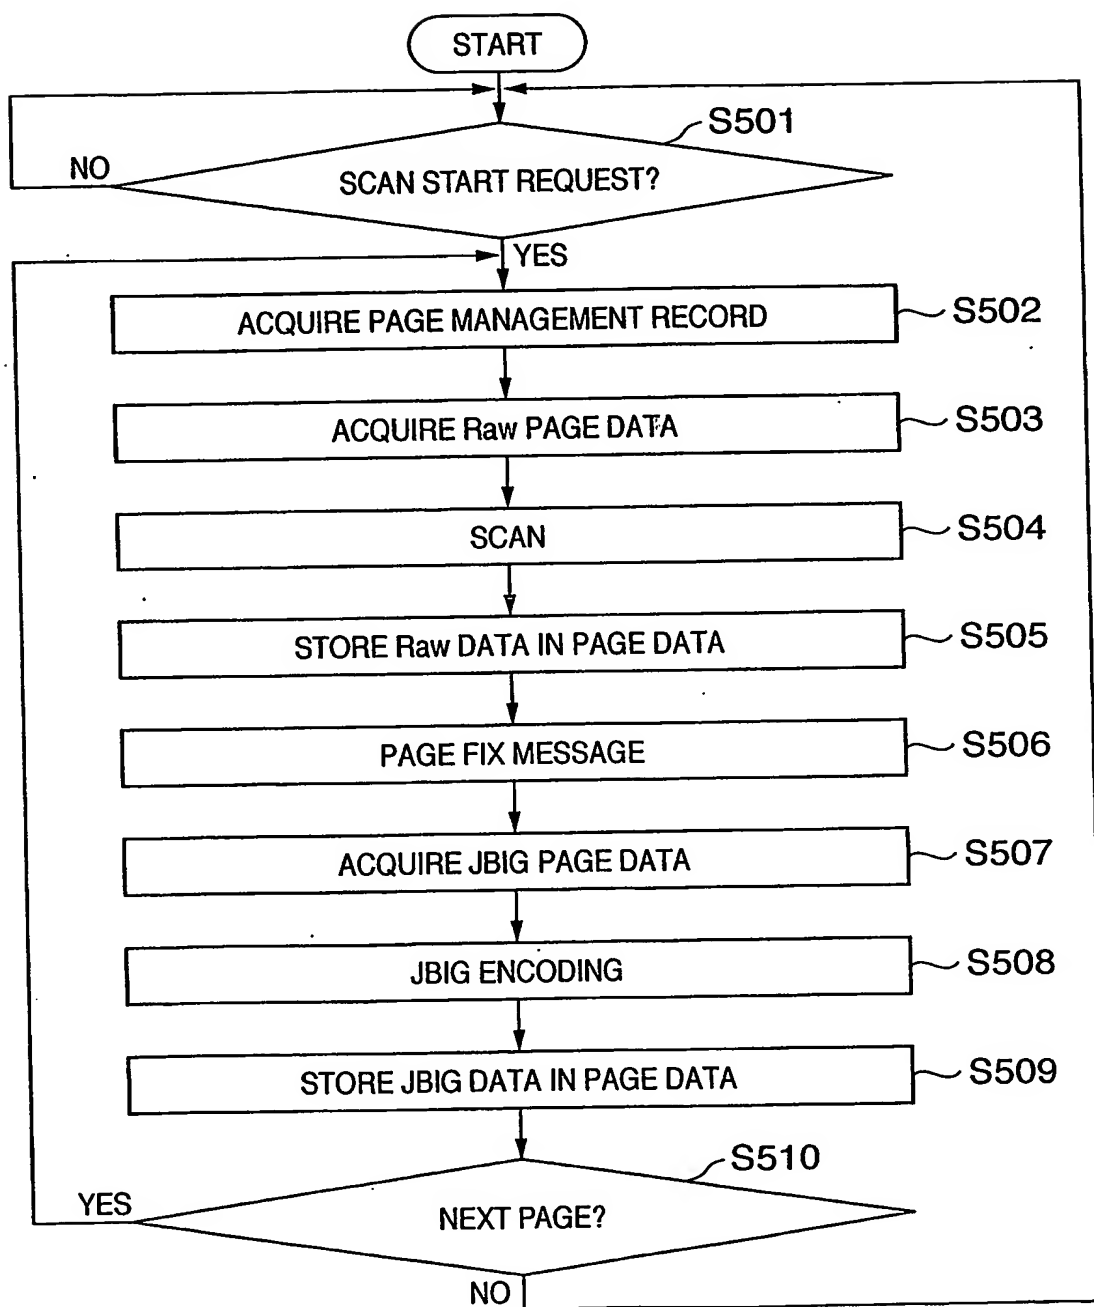 START
S501
NO
SCAN START REQUEST?
YES
ACQUIRE PAGE MANAGEMENT RECORD
S502
ACQUIRE Raw PAGE DATA
S503
SCAN
S504
STORE Raw DATA IN PAGE DATA
S505
PAGE FIX MESSAGE
S506
ACQUIRE JBIG PAGE DATA
S507
JBIG ENCODING
S508
STORE JBIG DATA IN PAGE DATA
S509
S510
YES
NEXT PAGE?
NO